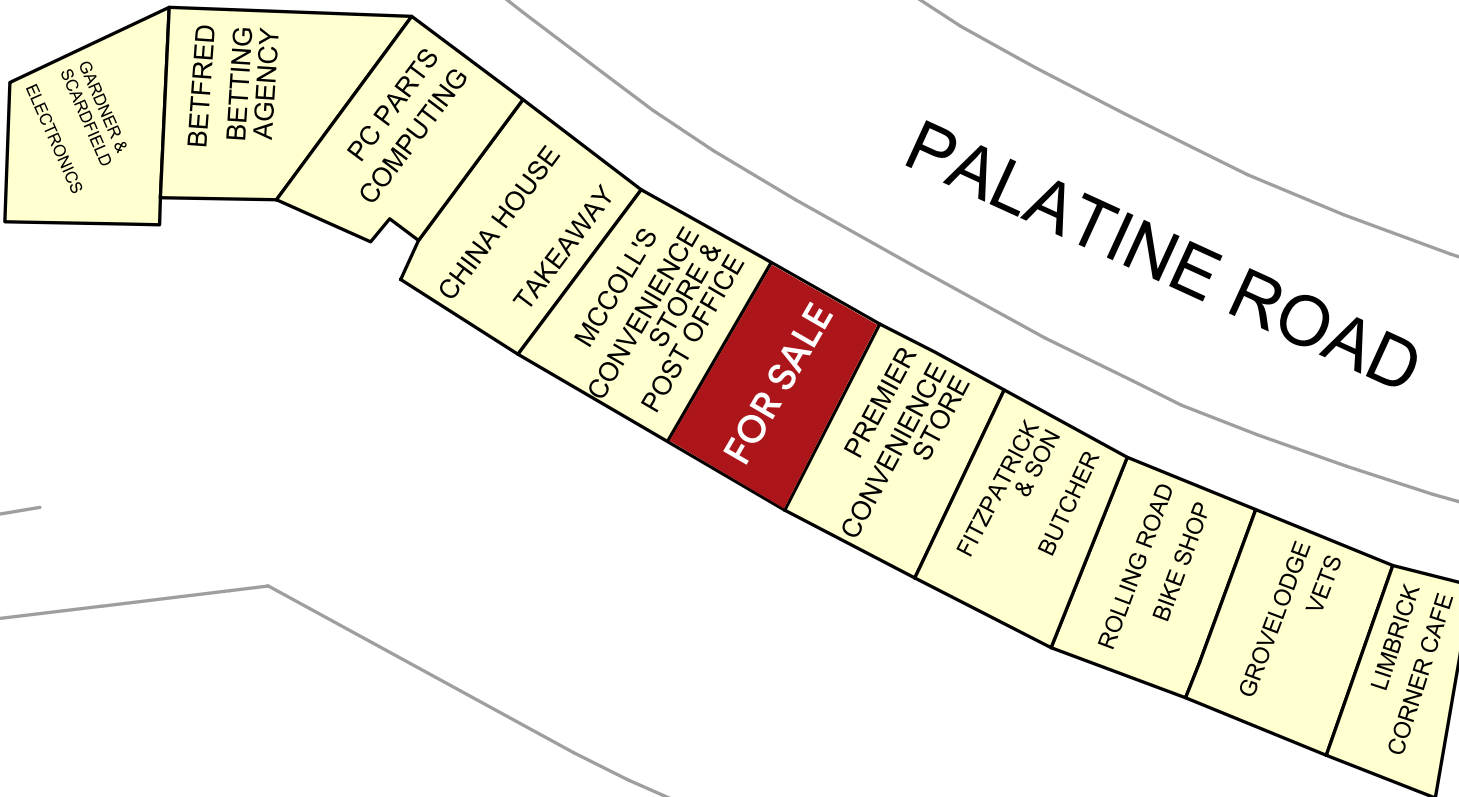 GARDNER &
SCARDFIELD
ELECTRONICS
BETFRED
BETTING
AGENCY
PC PARTS
COMPUTING
CHINA HOUSE
TAKEAWAY
MCCOLL'S
CONVENIENCE
STORE &
POST OFFICE
FOR SALE
PREMIER
CONVENIENCE
STORE
FITZPATRICK
& SON
BUTCHER
ROLLING ROAD
BIKE SHOP
GROVELODGE
VETS
LIMBRICK
CORNER CAFE
PALATINE ROAD